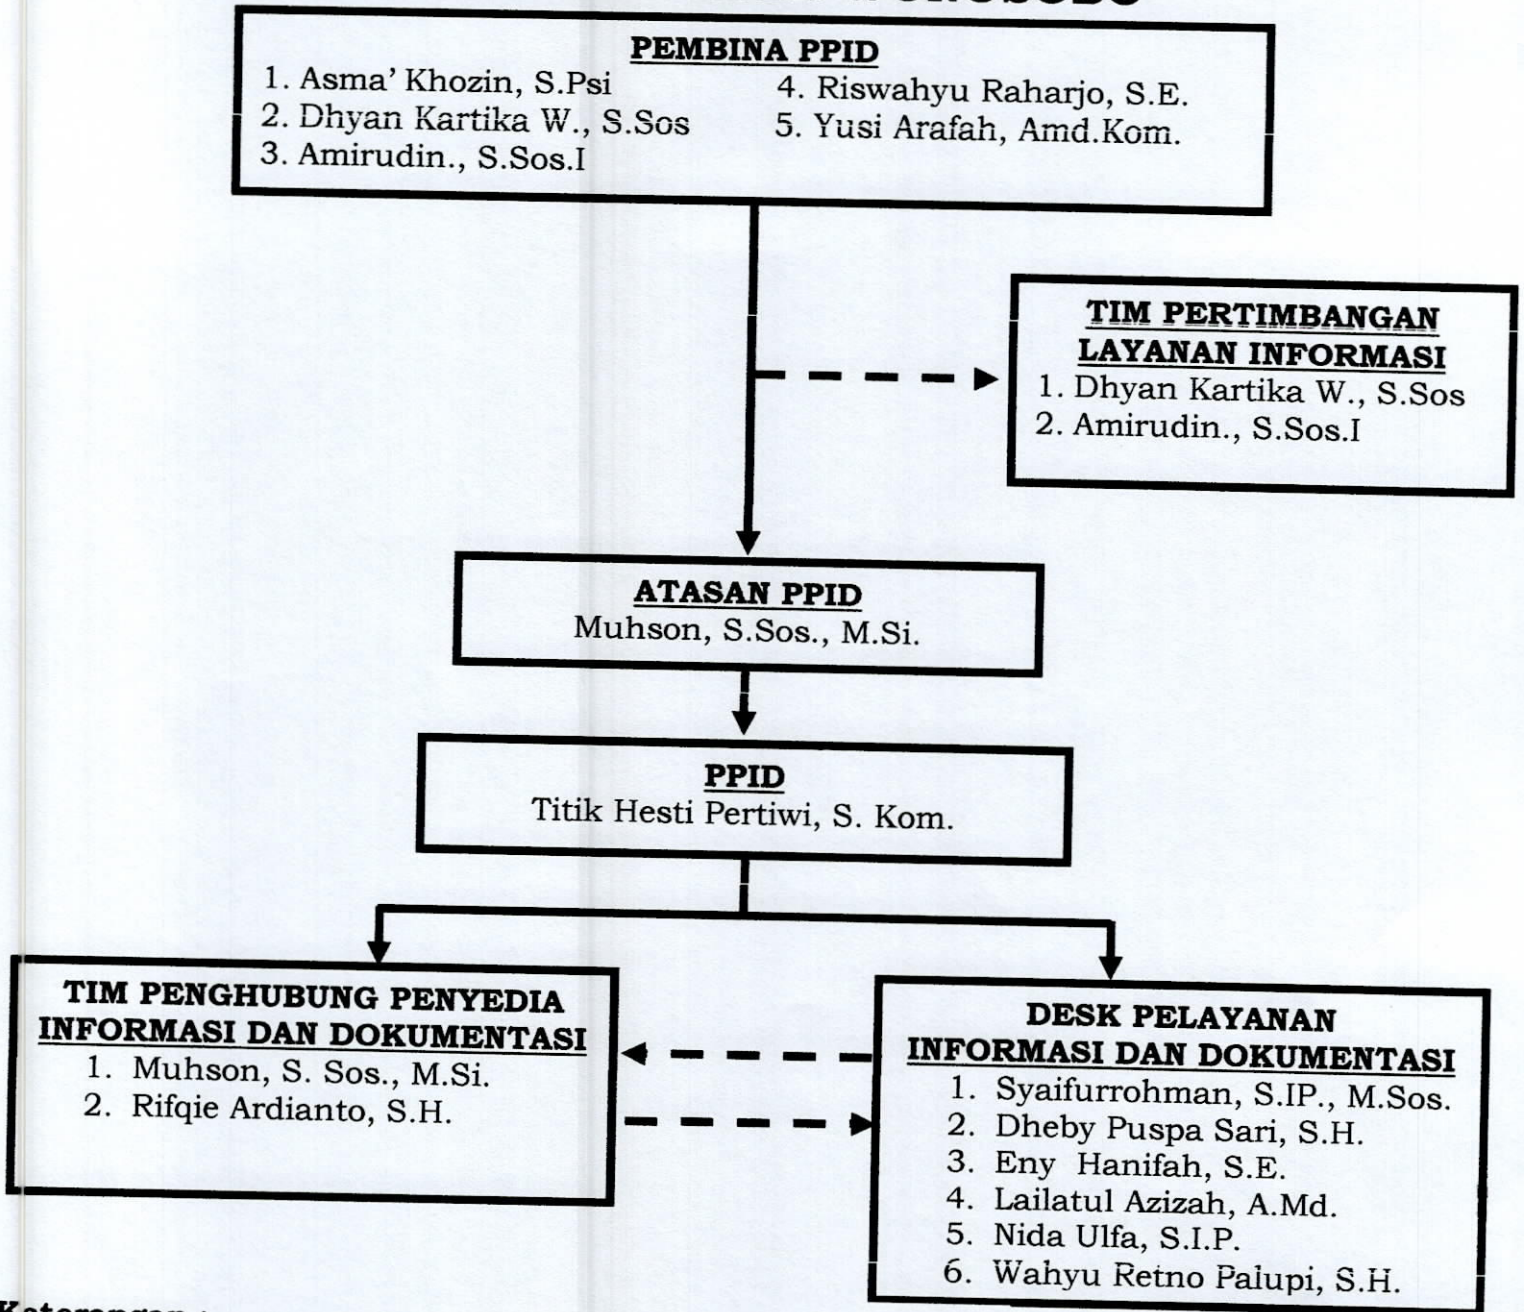 PEMBINA PPID
1. Asma' Khozin, S.Psi
2. Dhyan Kartika W., S.Sos
3. Amirudin., S.Sos.I
4. Riswahyu Raharjo, S.E.
5. Yusi Arafah, Amd.Kom.
TIM PERTIMBANGAN
LAYANAN INFORMASI
1. Dhyan Kartika W., S.Sos
2. Amirudin., S.Sos.I
ATASAN PPID
Muhson, S.Sos., M.Si.
PPID
Titik Hesti Pertiwi, S. Kom.
TIM PENGHUBUNG PENYEDIA
INFORMASI DAN DOKUMENTASI
1. Muhson, S. Sos., M.Si.
2. Rifqie Ardianto, S.H.
DESK PELAYANAN
INFORMASI DAN DOKUMENTASI
1. Syaifurrohman, S.IP., M.Sos.
2. Dheby Puspa Sari, S.H.
3. Eny Hanifah, S.E.
4. Lailatul Azizah, A.Md.
5. Nida Ulfa, S.I.P.
6. Wahyu Retno Palupi, S.H.